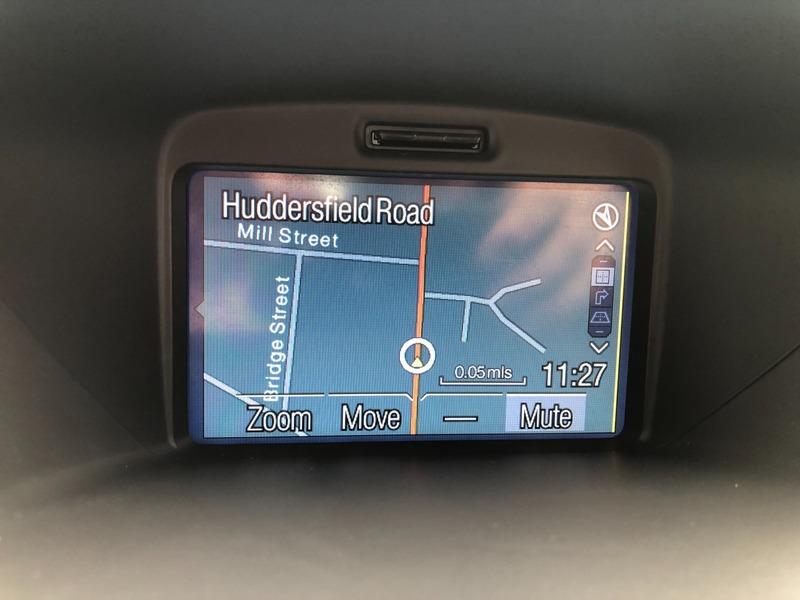 Huddersfield Road
Mill Street
Bridge Street
0.05mls
11:27
Zoom Move — Mute